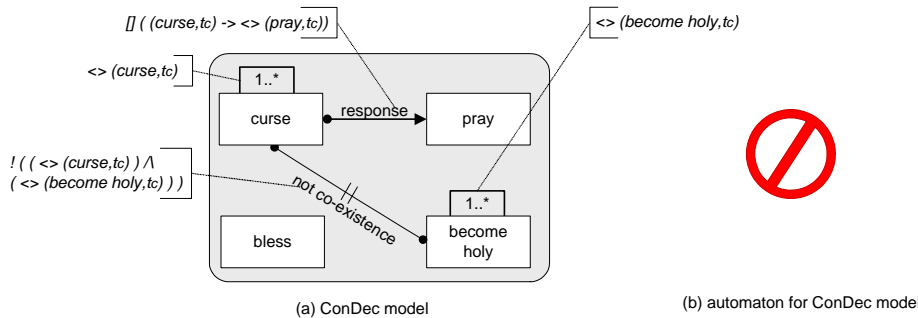 [] ( (curse,tc) -> <> (pray,tc))
<> (become holy,tc)
<> (curse,tc)
1..*
curse
response
pray
! ( ( <> (curse,tc) ) /\
( <> (become holy,tc) ) )
not co-existence
1..*
become
holy
bless
(a) ConDec model
(b) automaton for ConDec model